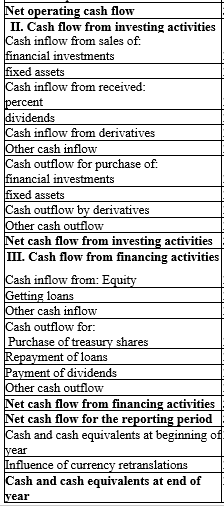 Net operating cash flow
II. Cash flow from investing activities
Cash inflow from sales of:
financial investments
fixed assets
Cash inflow from received:
percent
dividends
Cash inflow from derivatives
Other cash inflow
Cash outflow for purchase of:
financial investments
fixed assets
Cash outflow by derivatives
Other cash outflow
Net cash flow from investing activities
III. Cash flow from financing activities
Cash inflow from: Equity
Getting loans
Other cash inflow
Cash outflow for:
Purchase of treasury shares
Repayment of loans
Payment of dividends
Other cash outflow
Net cash flow from financing activities
Net cash flow for the reporting period
Cash and cash equivalents at beginning of
year
Influence of currency retranslations
Cash and cash equivalents at end of
year